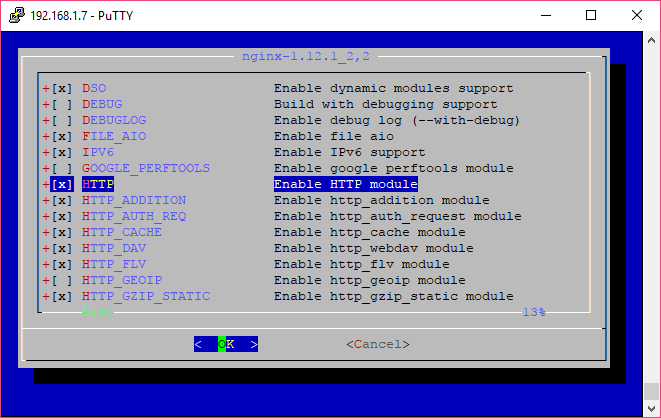 192.168.1.7 - PuTTY
nginx-1.12.1_2,2
+[x] DSO Enable dynamic modules support
+[ ] DEBUG Build with debugging support
+[ ] DEBUGLOG Enable debug log (--with-debug)
+[x] FILE_AIO Enable file aio
+[x] IPV6 Enable IPv6 support
+[ ] GOOGLE_PERFTOOLS Enable google perftools module
+[x] HTTP Enable HTTP module
+[x] HTTP_ADDITION Enable http_addition module
+[x] HTTP_AUTH_REQ Enable http_auth_request module
+[x] HTTP_CACHE Enable http_cache module
+[x] HTTP_DAV Enable http_webdav module
+[x] HTTP_FLV Enable http_flv module
+[ ] HTTP_GEOIP Enable http_geoip module
+[x] HTTP_GZIP_STATIC Enable http_gzip_static module
┴(+) 13%
< OK > <Cancel>